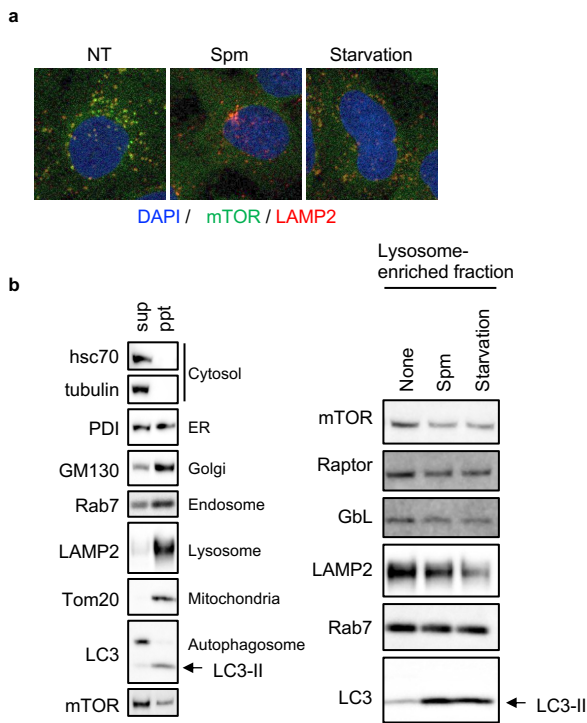 a
NT
Spm
Starvation
DAPI / mTOR / LAMP2
b
sup
ppt
hsc70
tubulin
Cytosol
PDI
ER
GM130
Golgi
Rab7
Endosome
LAMP2
Lysosome
Tom20
Mitochondria
LC3
Autophagosome
LC3-II
mTOR
Lysosome-
enriched fraction
None
Spm
Starvation
mTOR
Raptor
GbL
LAMP2
Rab7
LC3
LC3-II